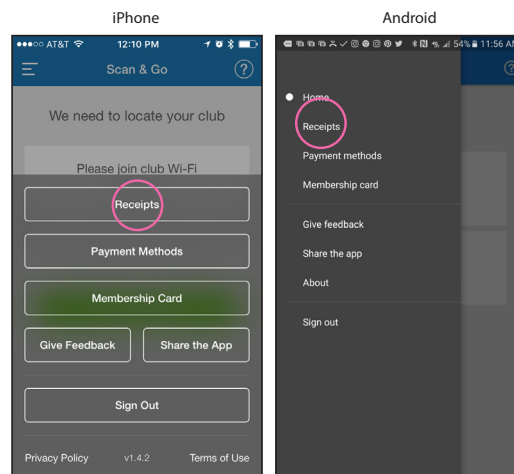 iPhone
AT&T 12:10 PM
Scan & Go ?
We need to locate your club
Please join club Wi-Fi
Receipts
Payment Methods
Membership Card
Give Feedback Share the App
Sign Out
Privacy Policy v1.4.2 Terms of Use
Android
54% 11:56 AM
?
Home
Receipts
Payment methods
Membership card
Give feedback
Share the app
About
Sign out